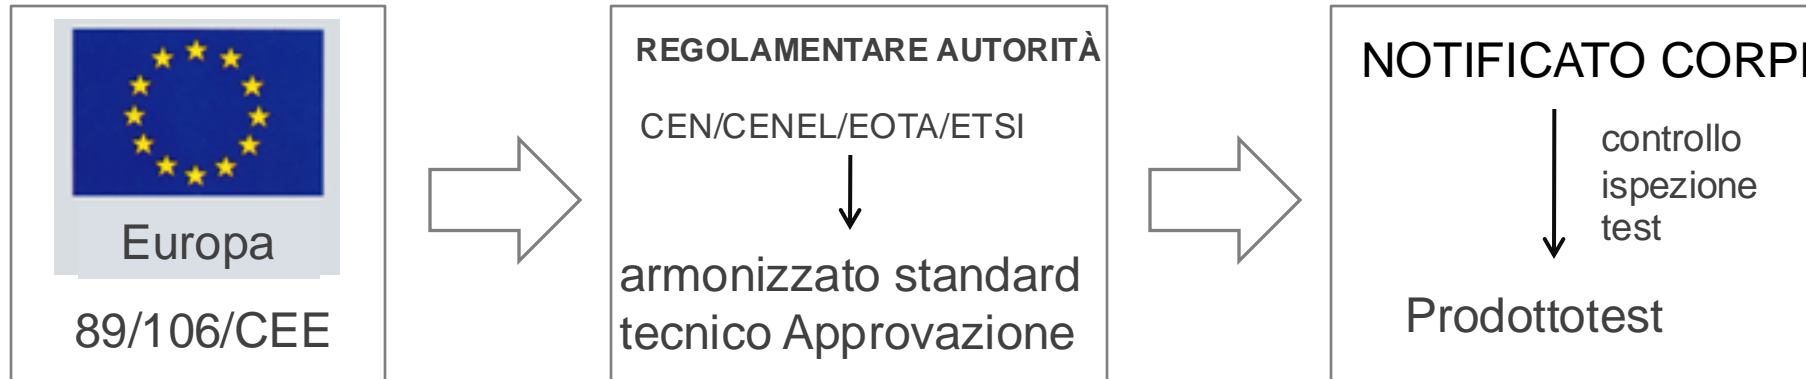 Europa
89/106/CEE
REGOLAMENTARE AUTORITÀ
CEN/CENEL/EOTA/ETSI
armonizzato standard
tecnico Approvazione
NOTIFICATO CORPI
controllo
ispezione
test
Prodottotest